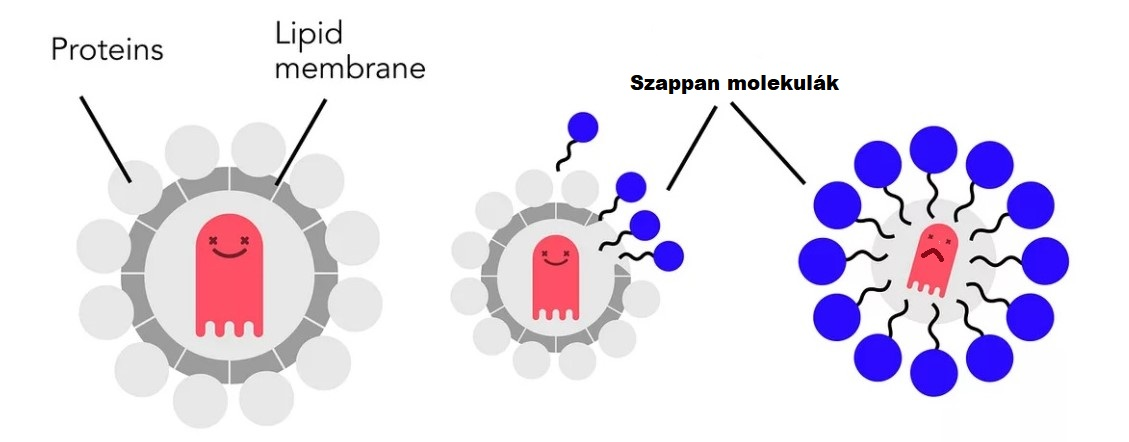 Proteins
Lipid
membrane
Szappan molekulák